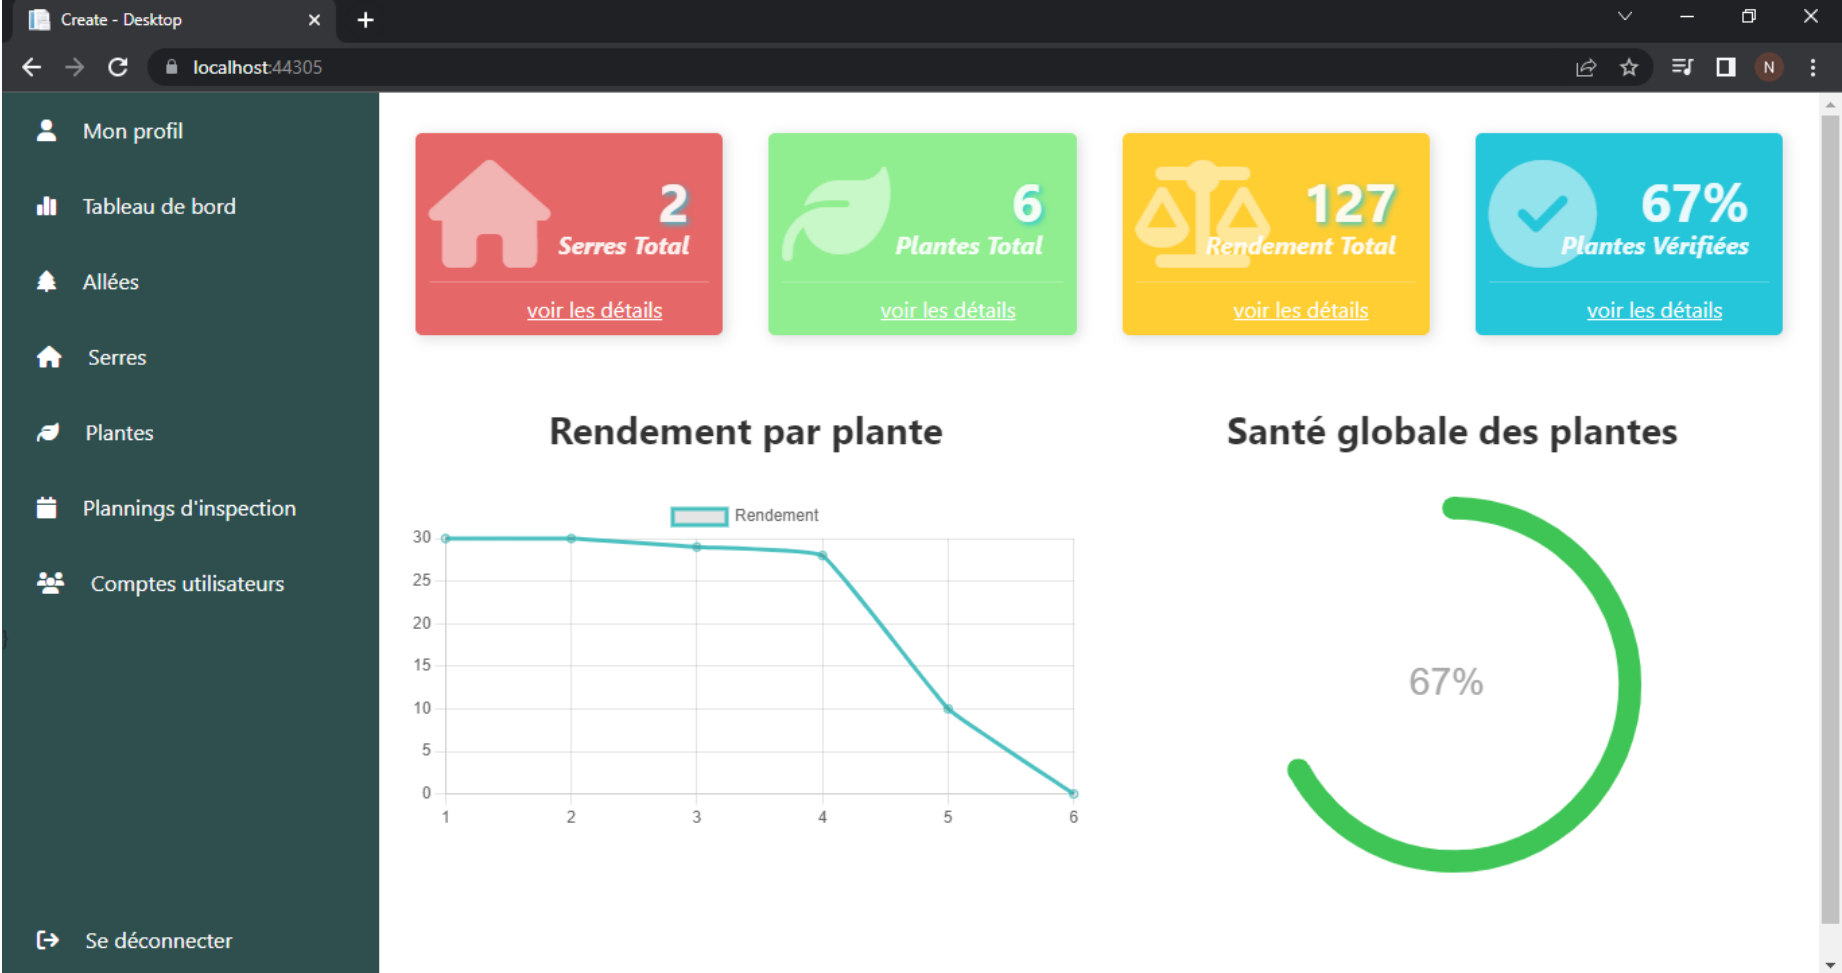 Create - Desktop
localhost:44305
N
Mon profil
Tableau de bord
Allées
Serres
Plantes
Plannings d'inspection
Comptes utilisateurs
}
Se déconnecter
2
Serres Total
voir les détails
6
Plantes Total
voir les détails
127
Rendement Total
voir les détails
67%
Plantes Vérifiées
voir les détails
Rendement par plante
Rendement
30
25
20
15
10
5
0
1 2 3 4 5 6
Santé globale des plantes
67%